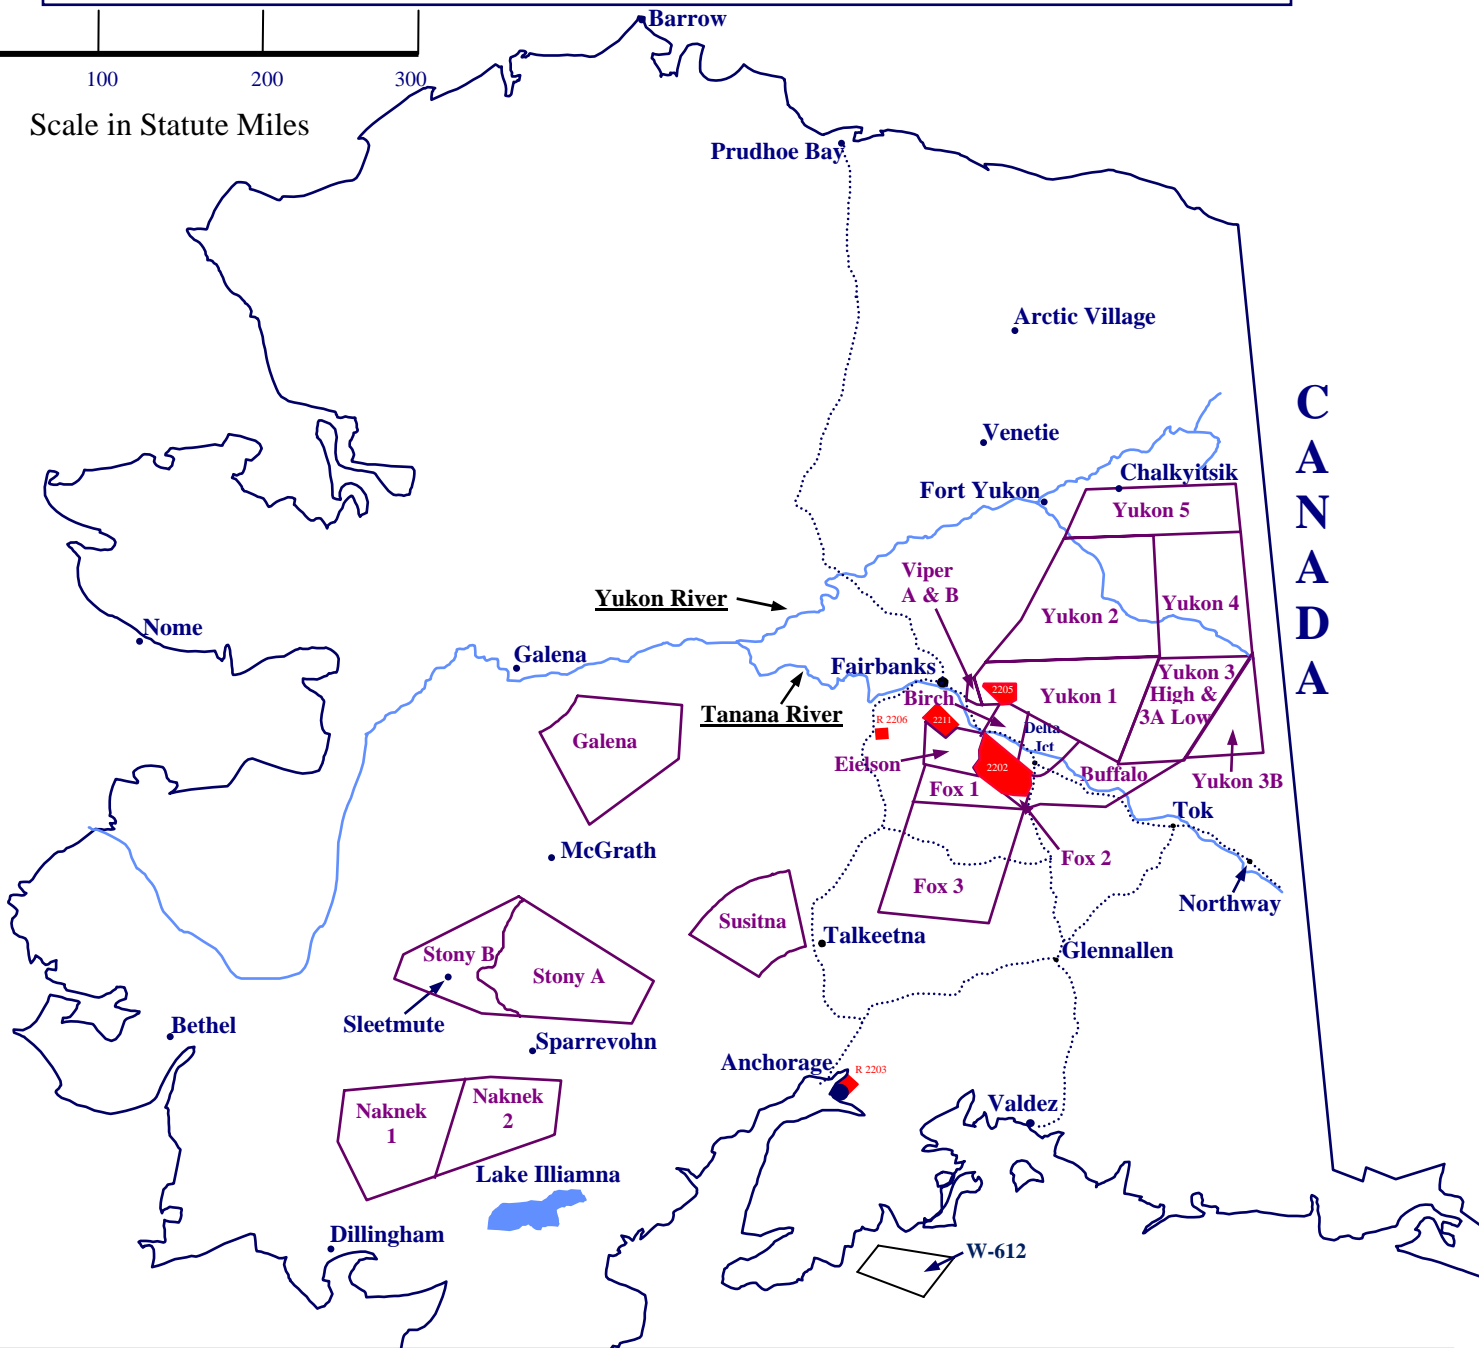 Barrow
100 200 300
Scale in Statute Miles
Prudhoe Bay
Arctic Village
C
A
N
A
D
A
Venetie
Chalkyitsik
Fort Yukon
Yukon 5
Viper
A & B
Yukon River
Yukon 2
Yukon 4
Nome
Galena
Fairbanks
Yukon 3
High &
3A Low
2205
Yukon 1
Birch
Tanana River
R 2206
2211
Delta
Jct
Galena
Eielson
2202
Buffalo
Yukon 3B
Fox 1
Tok
McGrath
Fox 2
Fox 3
Northway
Susitna
Talkeetna
Glennallen
Stony B
Stony A
Sleetmute
Bethel
Sparrevohn
Anchorage
R 2203
Naknek
1
Naknek
2
Valdez
Lake Illiamna
Dillingham
W-612